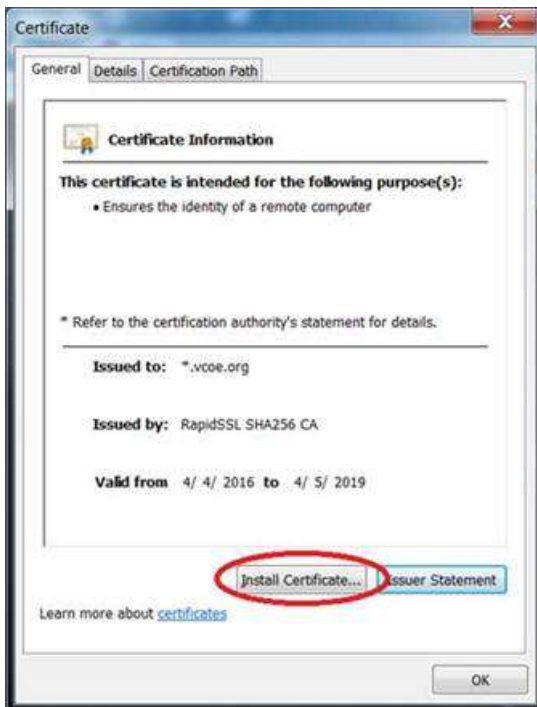 Certificate
General Details Certification Path
Certificate Information
This certificate is intended for the following purpose(s):
• Ensures the identity of a remote computer
* Refer to the certification authority's statement for details.
Issued to: *.vcoe.org
Issued by: RapidSSL SHA256 CA
Valid from 4/ 4/ 2016 to 4/ 5/ 2019
Install Certificate... Issuer Statement
Learn more about certificates
OK